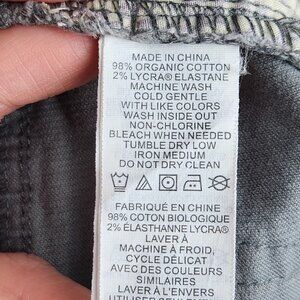 MADE IN CHINA
98% ORGANIC COTTON
2% LYCRA® ELASTANE
MACHINE WASH
COLD GENTLE
WITH LIKE COLORS
WASH INSIDE OUT
NON-CHLORINE
BLEACH WHEN NEEDED
TUMBLE DRY LOW
IRON MEDIUM
DO NOT DRY CLEAN
FABRIQUÉ EN CHINE
98% COTON BIOLOGIQUE
2% ÉLASTHANNE LYCRA®
LAVER À
MACHINE À FROID,
CYCLE DÉLICAT
AVEC DES COULEURS
SIMILAIRES
LAVER À L'ENVERS
UTILISER